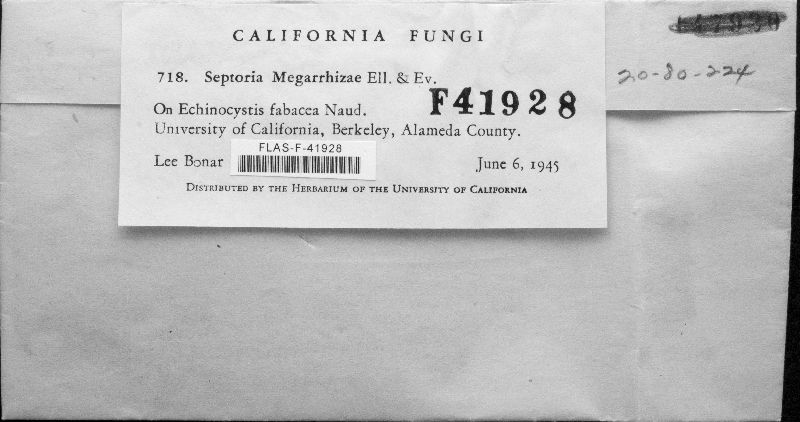 CALIFORNIA FUNGI
718. Septoria Megarrhizae Ell. & Ev.
F41928
20-80-224
On Echinocystis fabacea Naud.
University of California, Berkeley, Alameda County.
FLAS-F-41928
Lee Bonar June 6, 1945
Distributed by the Herbarium of the University of California